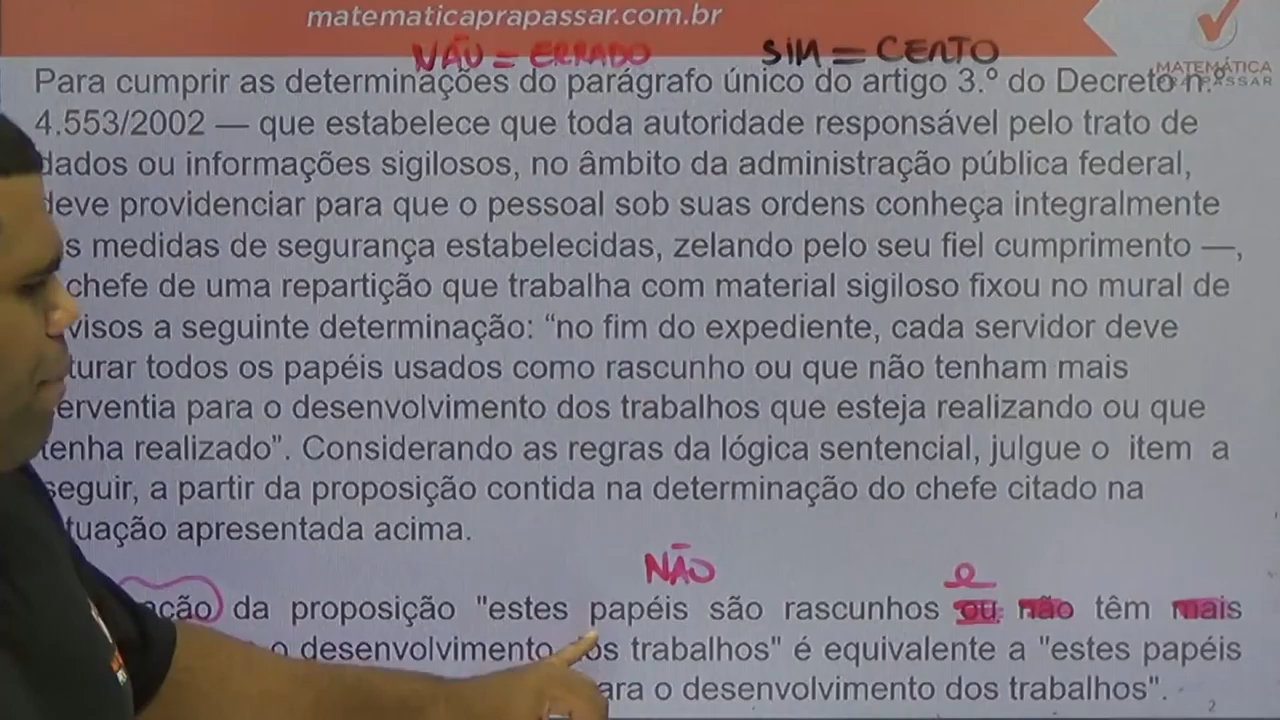 matematicaprapassar.com.br
NÃO = ERRADO SIM = CERTO
MATEMÁTICA
PRAPASSAR
Para cumprir as determinações do parágrafo único do artigo 3.º do Decreto n.º
4.553/2002 — que estabelece que toda autoridade responsável pelo trato de
dados ou informações sigilosos, no âmbito da administração pública federal,
deve providenciar para que o pessoal sob suas ordens conheça integralmente
s medidas de segurança estabelecidas, zelando pelo seu fiel cumprimento —,
chefe de uma repartição que trabalha com material sigiloso fixou no mural de
visos a seguinte determinação: “no fim do expediente, cada servidor deve
turar todos os papéis usados como rascunho ou que não tenham mais
erventia para o desenvolvimento dos trabalhos que esteja realizando ou que
tenha realizado". Considerando as regras da lógica sentencial, julgue o item a
seguir, a partir da proposição contida na determinação do chefe citado na
tuação apresentada acima.
NÃO e
ação da proposição "estes papéis são rascunhos ou não têm mais
o desenvolvimento dos trabalhos" é equivalente a "estes papéis
ara o desenvolvimento dos trabalhos".
2